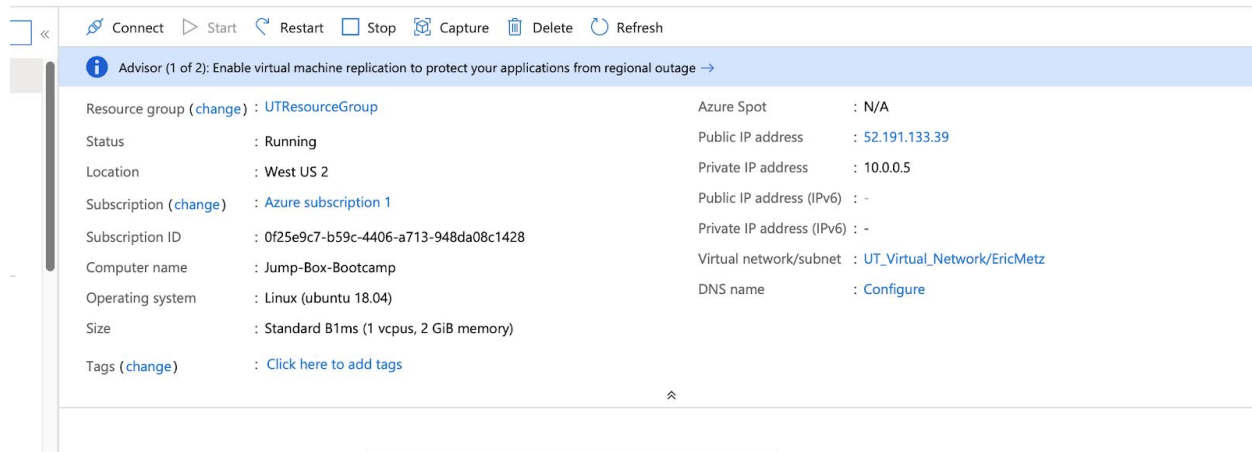 Connect Start Restart Stop Capture Delete Refresh
Advisor (1 of 2): Enable virtual machine replication to protect your applications from regional outage →
Resource group (change) : UTResourceGroup
Status : Running
Location : West US 2
Subscription (change) : Azure subscription 1
Subscription ID : 0f25e9c7-b59c-4406-a713-948da08c1428
Computer name : Jump-Box-Bootcamp
Operating system : Linux (ubuntu 18.04)
Size : Standard B1ms (1 vcpus, 2 GiB memory)
Tags (change) : Click here to add tags
Azure Spot : N/A
Public IP address : 52.191.133.39
Private IP address : 10.0.0.5
Public IP address (IPv6) : -
Private IP address (IPv6) : -
Virtual network/subnet : UT_Virtual_Network/EricMetz
DNS name : Configure